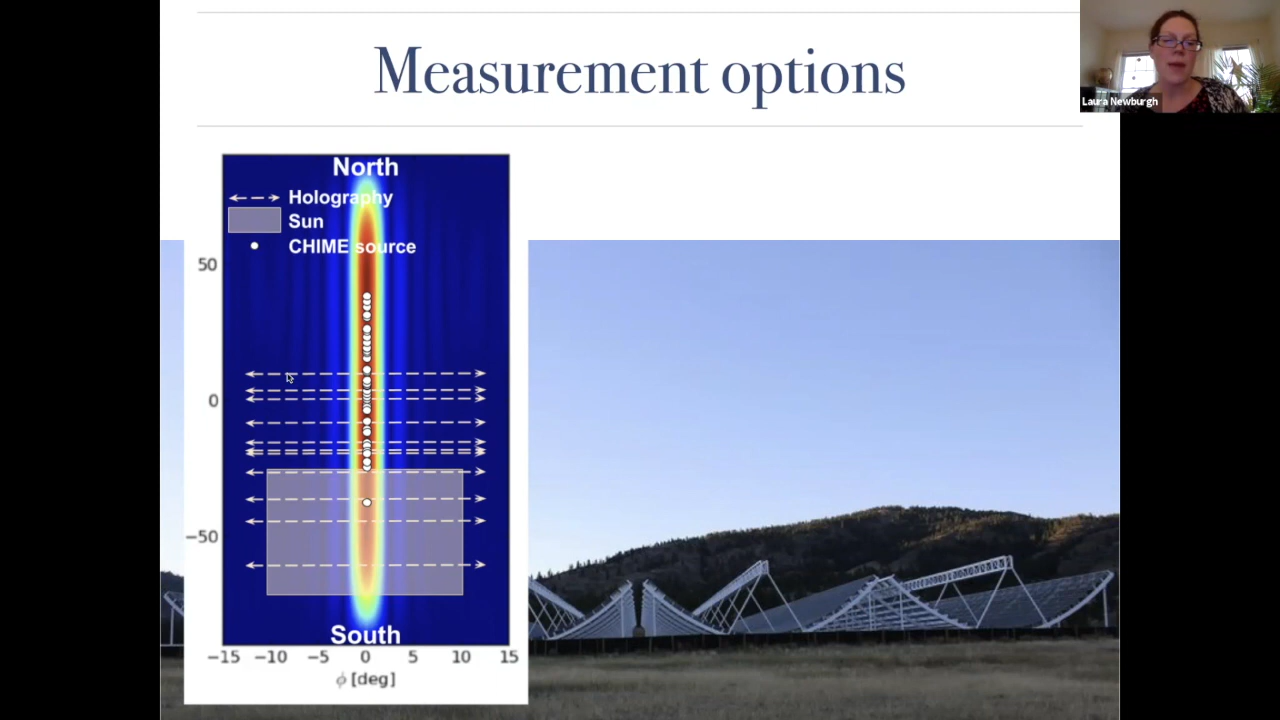 Measurement options
Laura Newburgh
North
Holography
Sun
CHIME source
50
0
−50
South
−15 −10 −5 0 5 10 15
ϕ [deg]